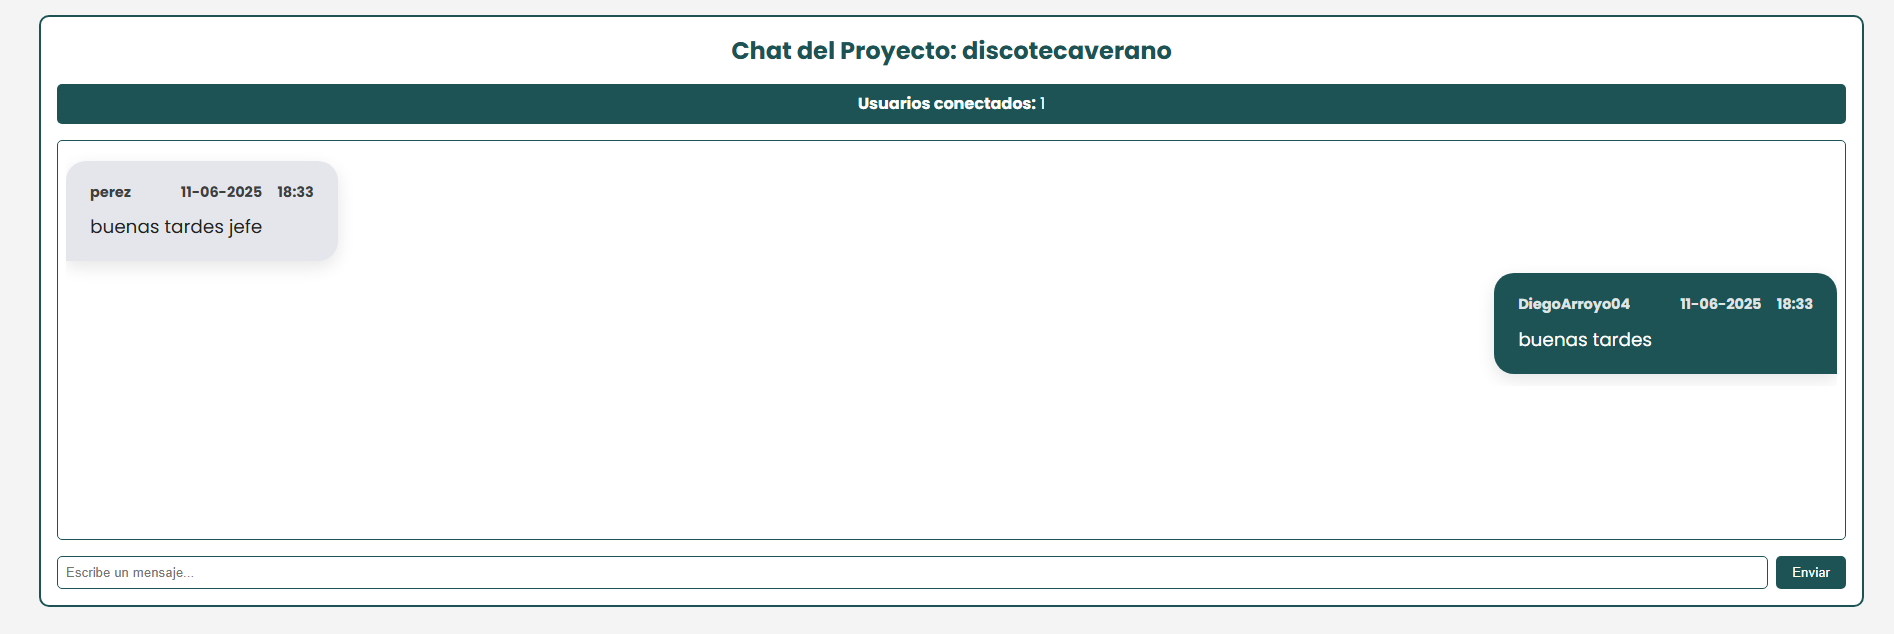 Chat del Proyecto: discotecaverano
Usuarios conectados: 1
perez 11-06-2025 18:33
buenas tardes jefe
DiegoArroyo04 11-06-2025 18:33
buenas tardes
Escribe un mensaje...
Enviar